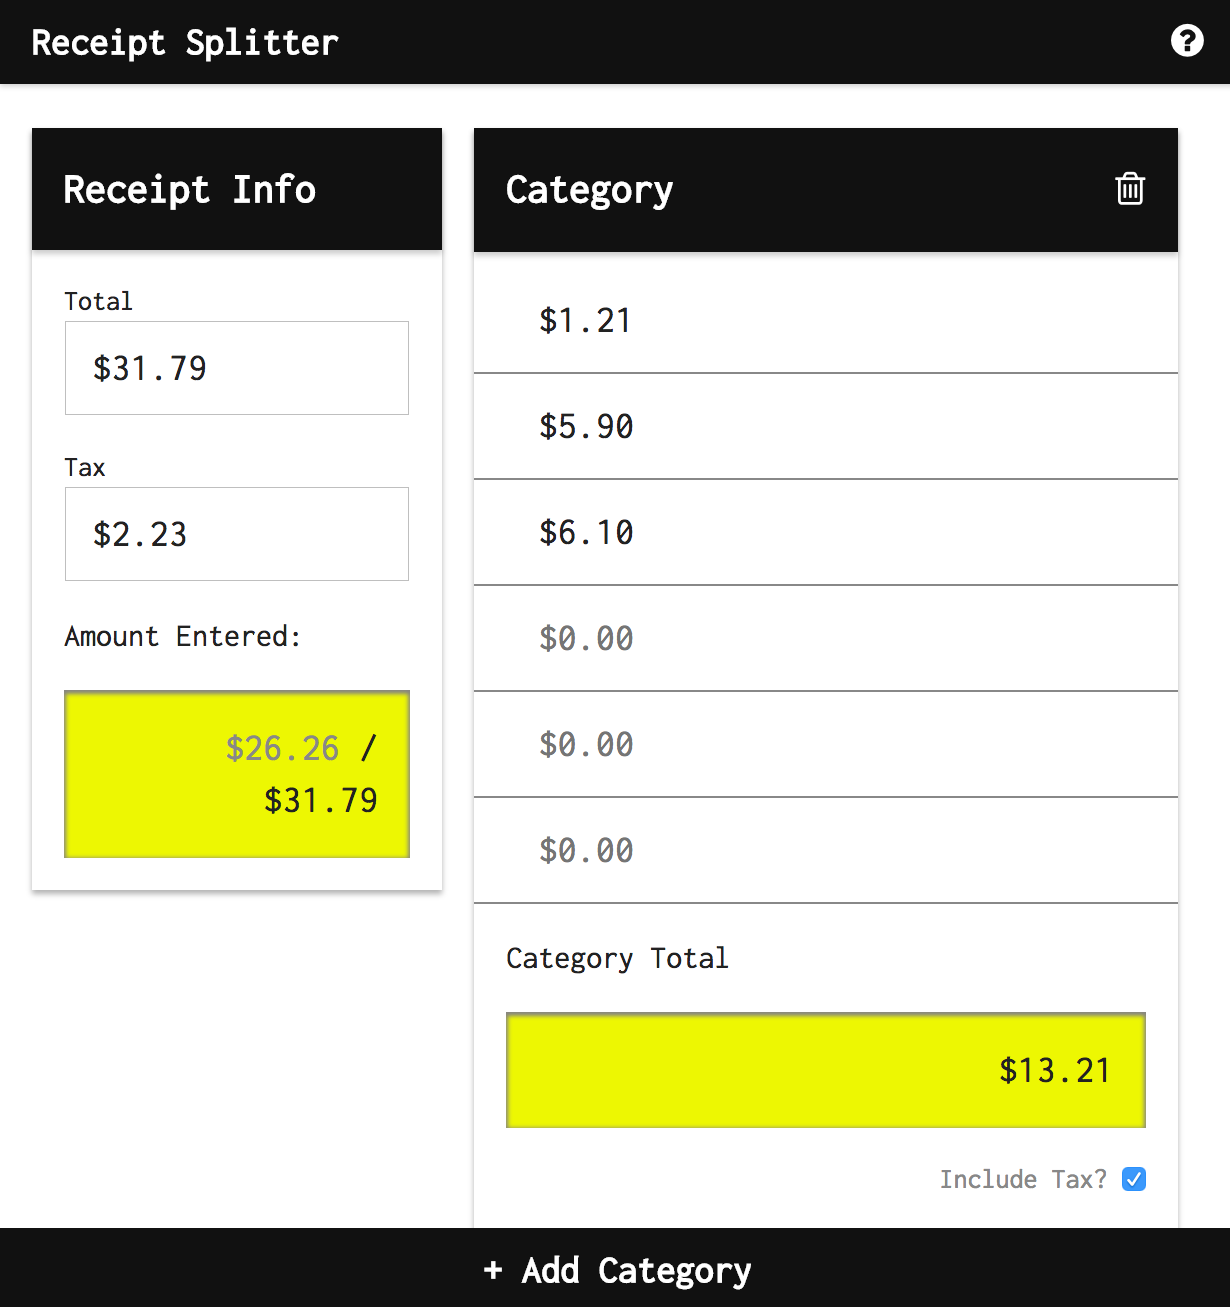 Receipt Splitter
Receipt Info
Total
$31.79
Tax
$2.23
Amount Entered:
$26.26 /
$31.79
Category
$1.21
$5.90
$6.10
$0.00
$0.00
$0.00
Category Total
$13.21
Include Tax?
+ Add Category